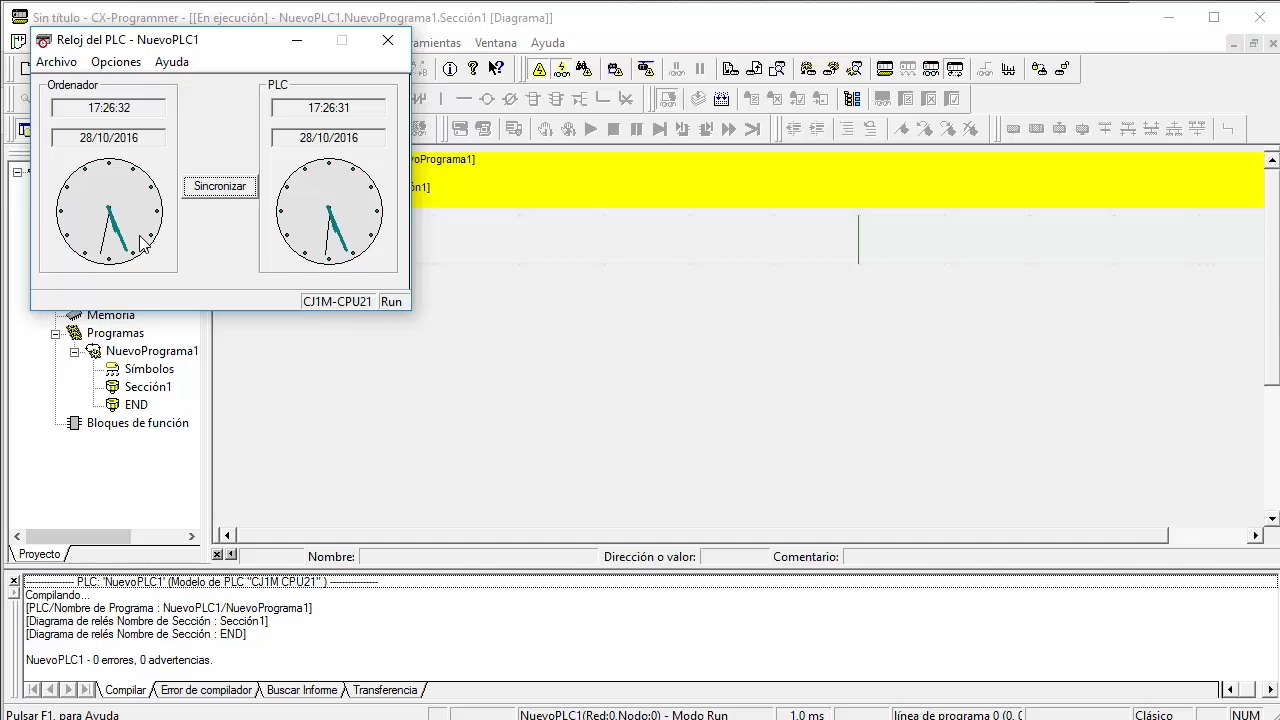 Sin título - CX-Programmer - [[En ejecución] - NuevoPLC1.NuevoPrograma1.Sección1 [Diagrama]]
Reloj del PLC - NuevoPLC1
Ventana Ayuda
Archivo Opciones Ayuda
Ordenador
17:26:32
28/10/2016
Sincronizar
PLC
17:26:31
28/10/2016
CJ1M-CPU21 Run
Memoria
Programas
NuevoPrograma1
Símbolos
Sección1
END
Bloques de función
Proyecto
Nombre: Dirección o valor: Comentario:
PLC: 'NuevoPLC1' (Modelo de PLC "CJ1M CPU21" )
Compilando...
[PLC/Nombre de Programa : NuevoPLC1/NuevoPrograma1]
[Diagrama de relés Nombre de Sección : Sección1]
[Diagrama de relés Nombre de Sección : END]
NuevoPLC1 - 0 errores, 0 advertencias.
Compilar Error de compilador Buscar Informe Transferencia
Pulsar F1, para Ayuda NuevoPLC1(Red:0,Nodo:0) - Modo Run 1.0 ms línea de programa 0 (0, Clásico NUM